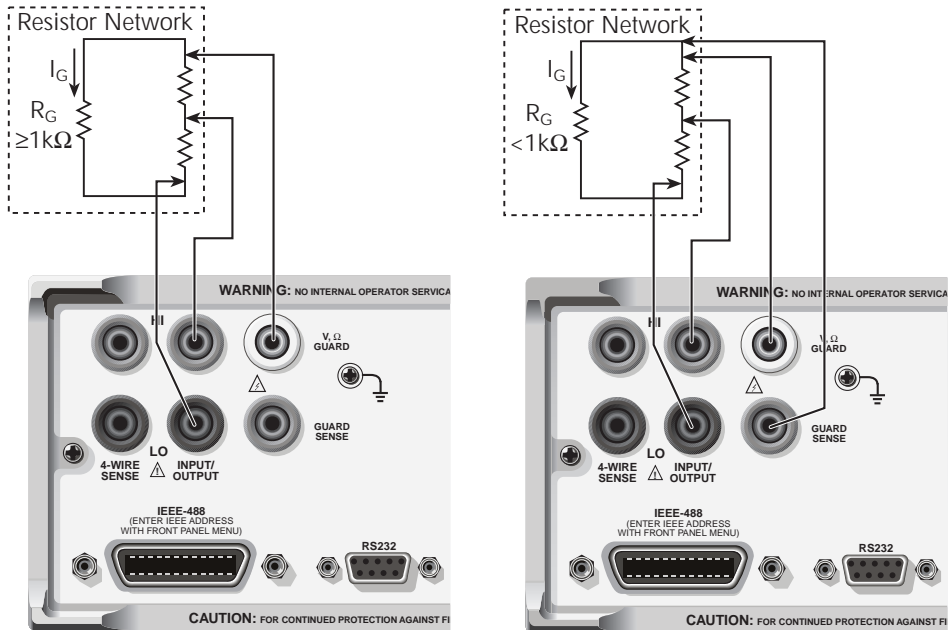 Resistor Network
I_G
R_G
≥1kΩ
WARNING: NO INTERNAL OPERATOR SERVICA
HI
V, Ω
GUARD
GUARD
SENSE
LO
4-WIRE
SENSE
INPUT/
OUTPUT
IEEE-488
(ENTER IEEE ADDRESS
WITH FRONT PANEL MENU)
RS232
CAUTION: FOR CONTINUED PROTECTION AGAINST FI
Resistor Network
I_G
R_G
<1kΩ
WARNING: NO INTERNAL OPERATOR SERVICA
HI
V, Ω
GUARD
GUARD
SENSE
LO
4-WIRE
SENSE
INPUT/
OUTPUT
IEEE-488
(ENTER IEEE ADDRESS
WITH FRONT PANEL MENU)
RS232
CAUTION: FOR CONTINUED PROTECTION AGAINST FI